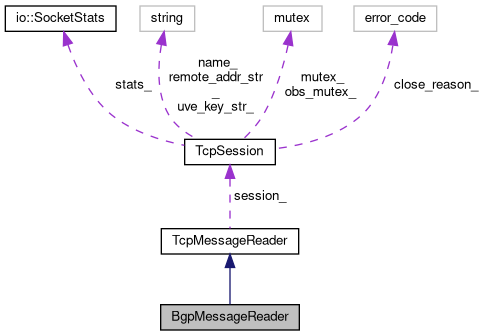 io::SocketStats
string
mutex
error_code
name_
remote_addr_str
_
uve_key_str_
stats_
mutex_
obs_mutex_
close_reason_
TcpSession
session_
TcpMessageReader
BgpMessageReader